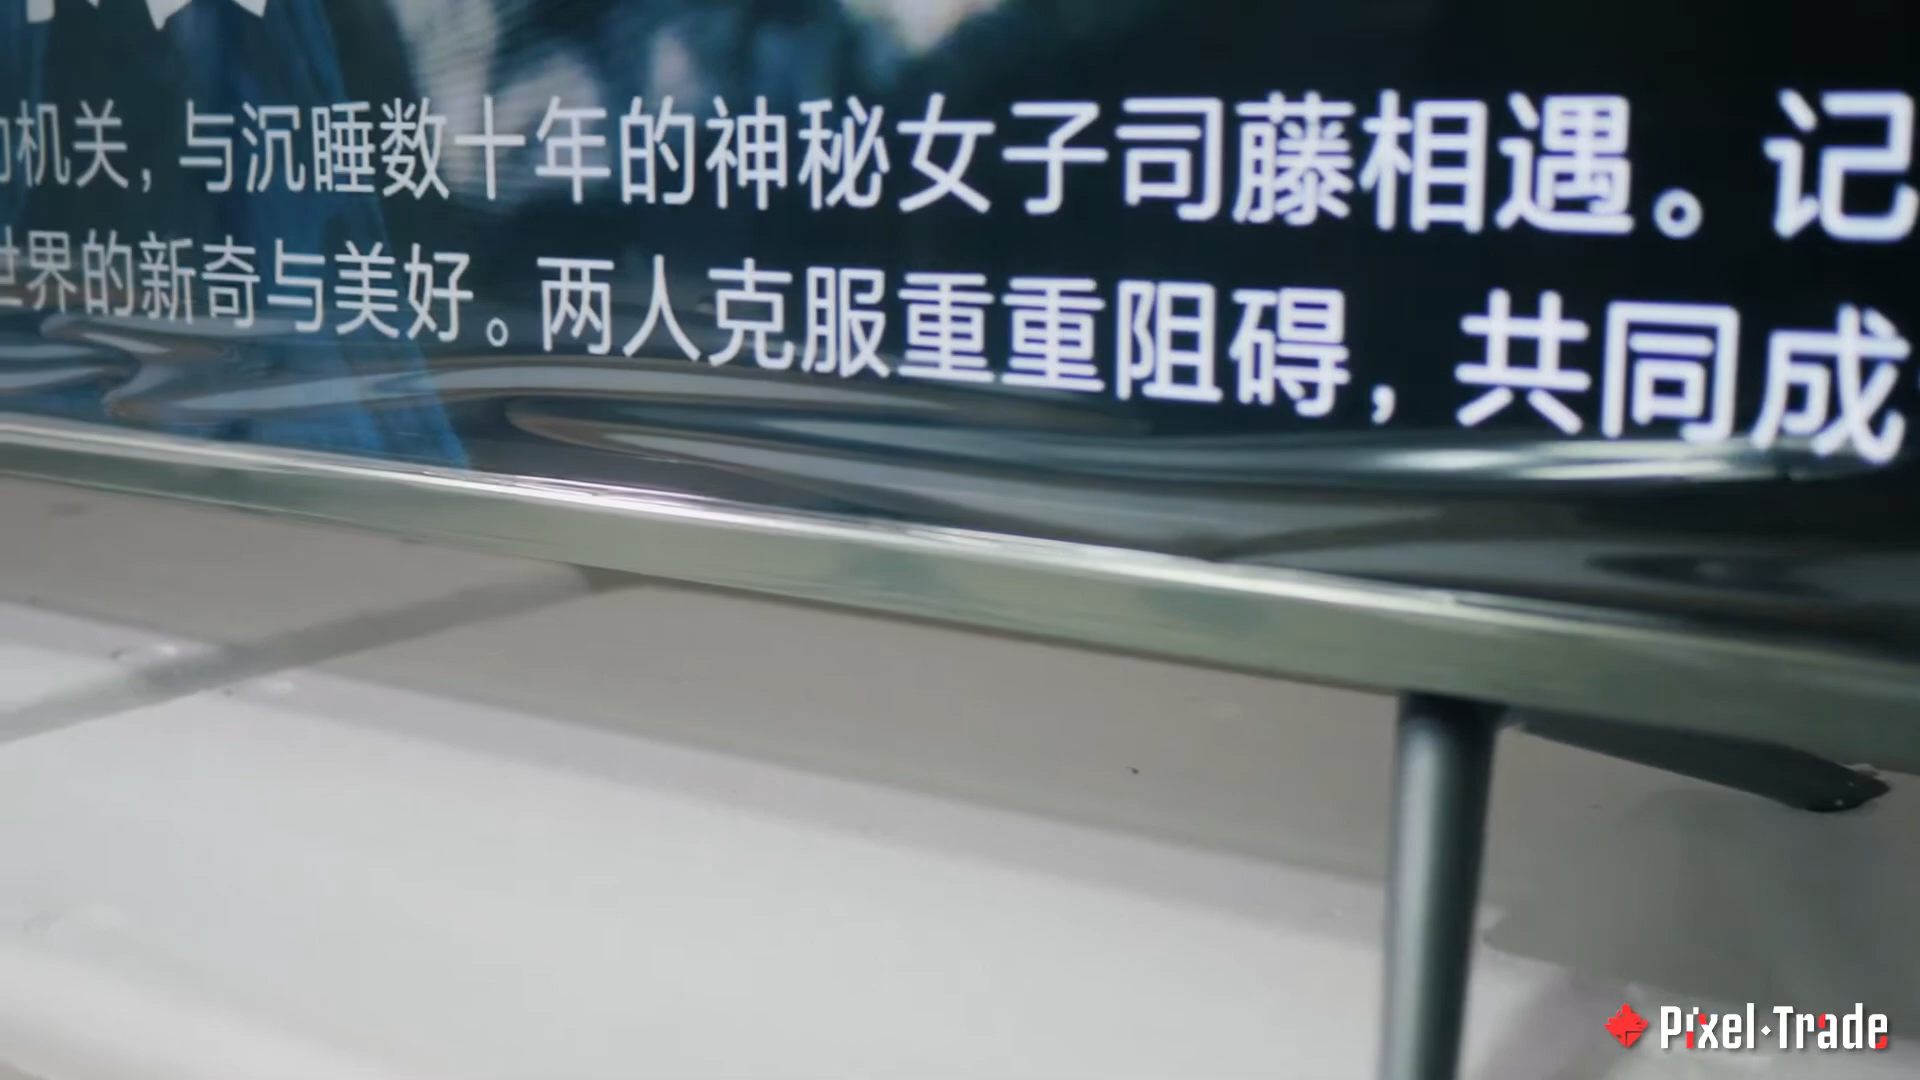 机关，与沉睡数十年的神秘女子司藤相遇。记
世界的新奇与美好。两人克服重重阻碍，共同成
Pixel·Trade